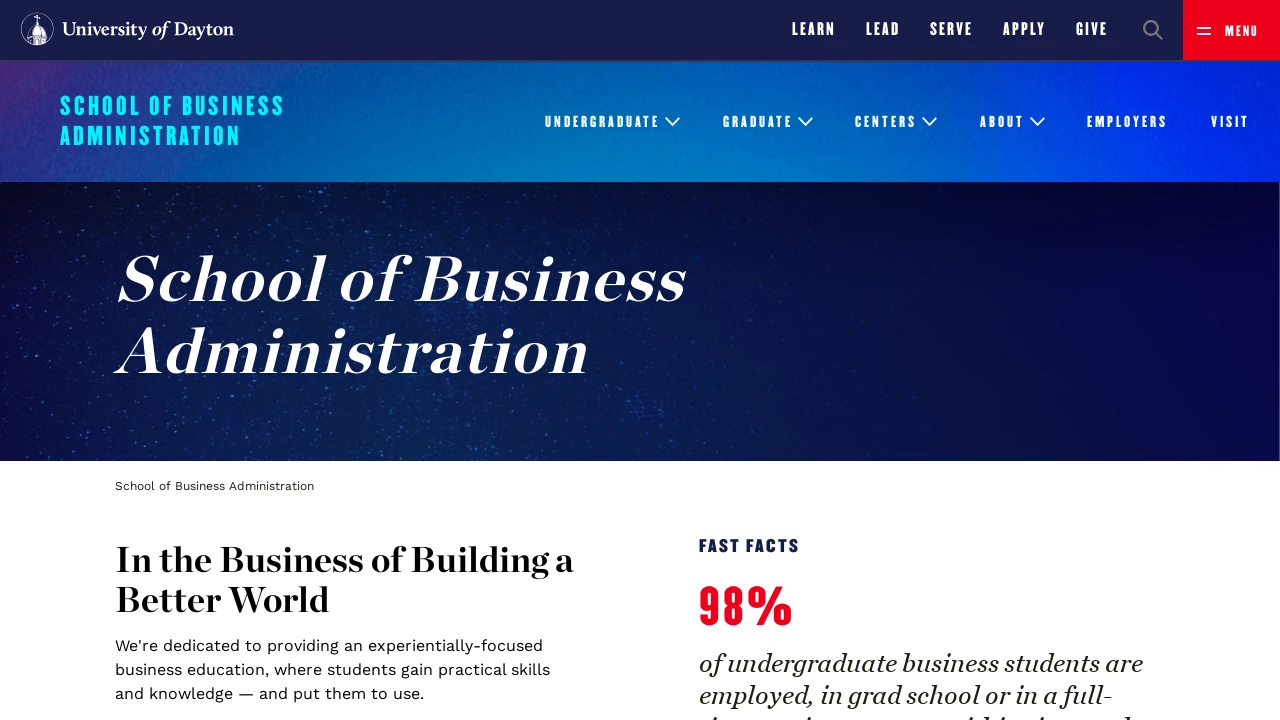 University of Dayton
LEARN LEAD SERVE APPLY GIVE MENU
SCHOOL OF BUSINESS
ADMINISTRATION
UNDERGRADUATE GRADUATE CENTERS ABOUT EMPLOYERS VISIT
School of Business
Administration
School of Business Administration
In the Business of Building a
Better World
We're dedicated to providing an experientially-focused
business education, where students gain practical skills
and knowledge — and put them to use.
FAST FACTS
98%
of undergraduate business students are
employed, in grad school or in a full-